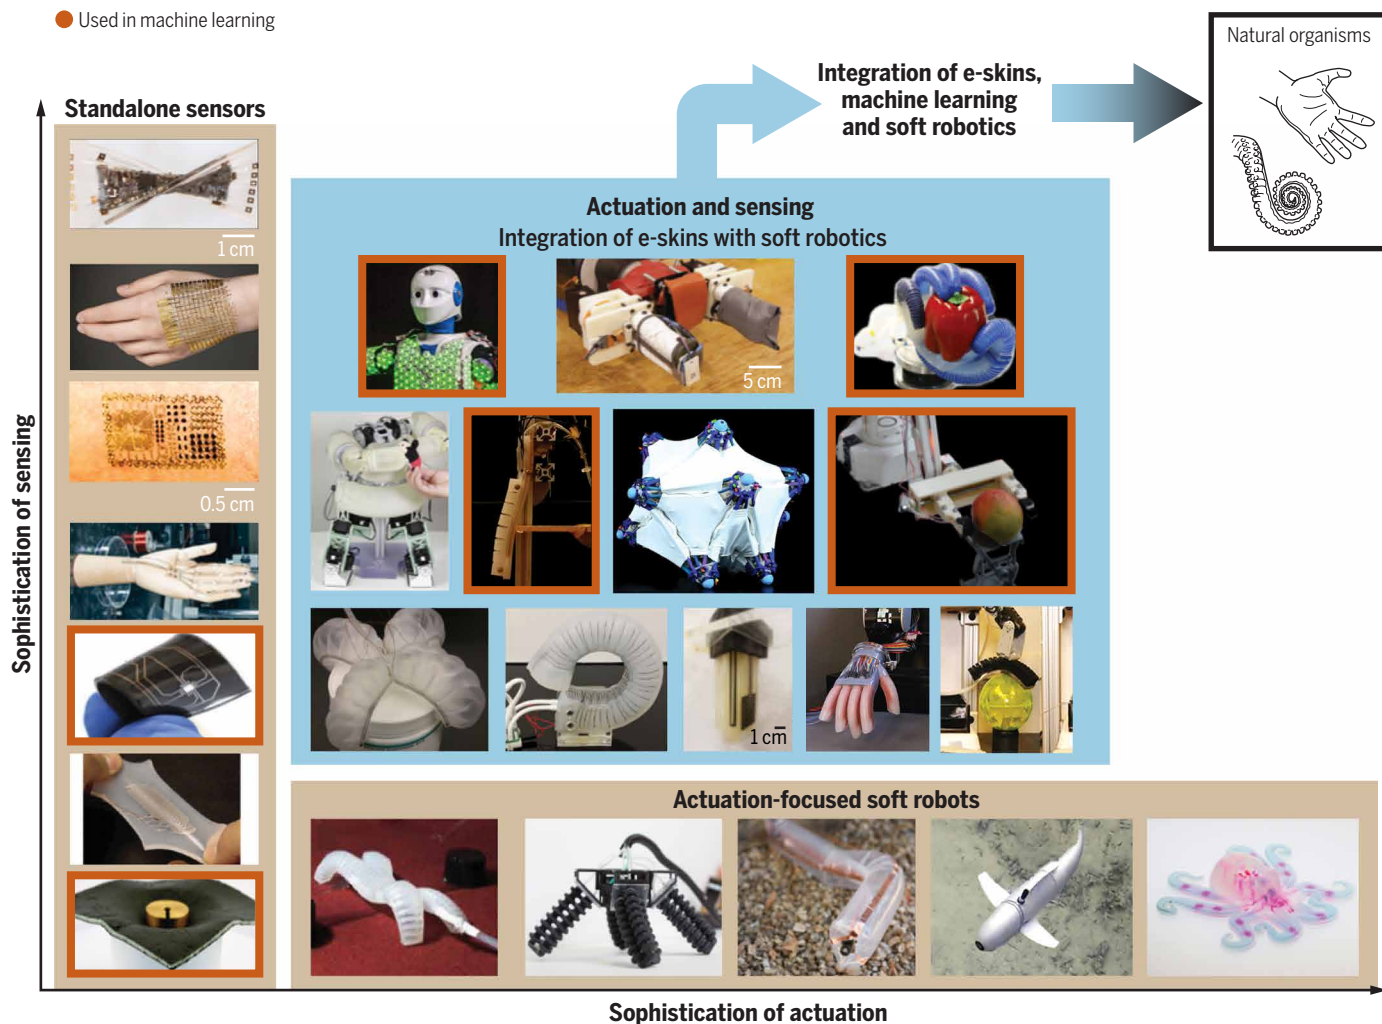 Used in machine learning
Natural organisms
Integration of e-skins,
machine learning
and soft robotics
Standalone sensors
1 cm
0.5 cm
Actuation and sensing
Integration of e-skins with soft robotics
5 cm
1 cm
Actuation-focused soft robots
Sophistication of sensing
Sophistication of actuation